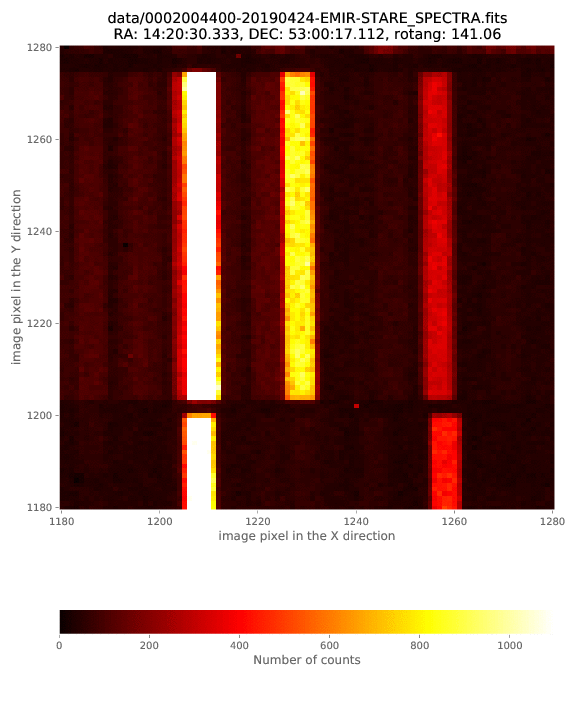 data/0002004400-20190424-EMIR-STARE_SPECTRA.fits
RA: 14:20:30.333, DEC: 53:00:17.112, rotang: 141.06
1280
1260
1240
1220
1200
1180
image pixel in the Y direction
1180 1200 1220 1240 1260 1280
image pixel in the X direction
0 200 400 600 800 1000
Number of counts